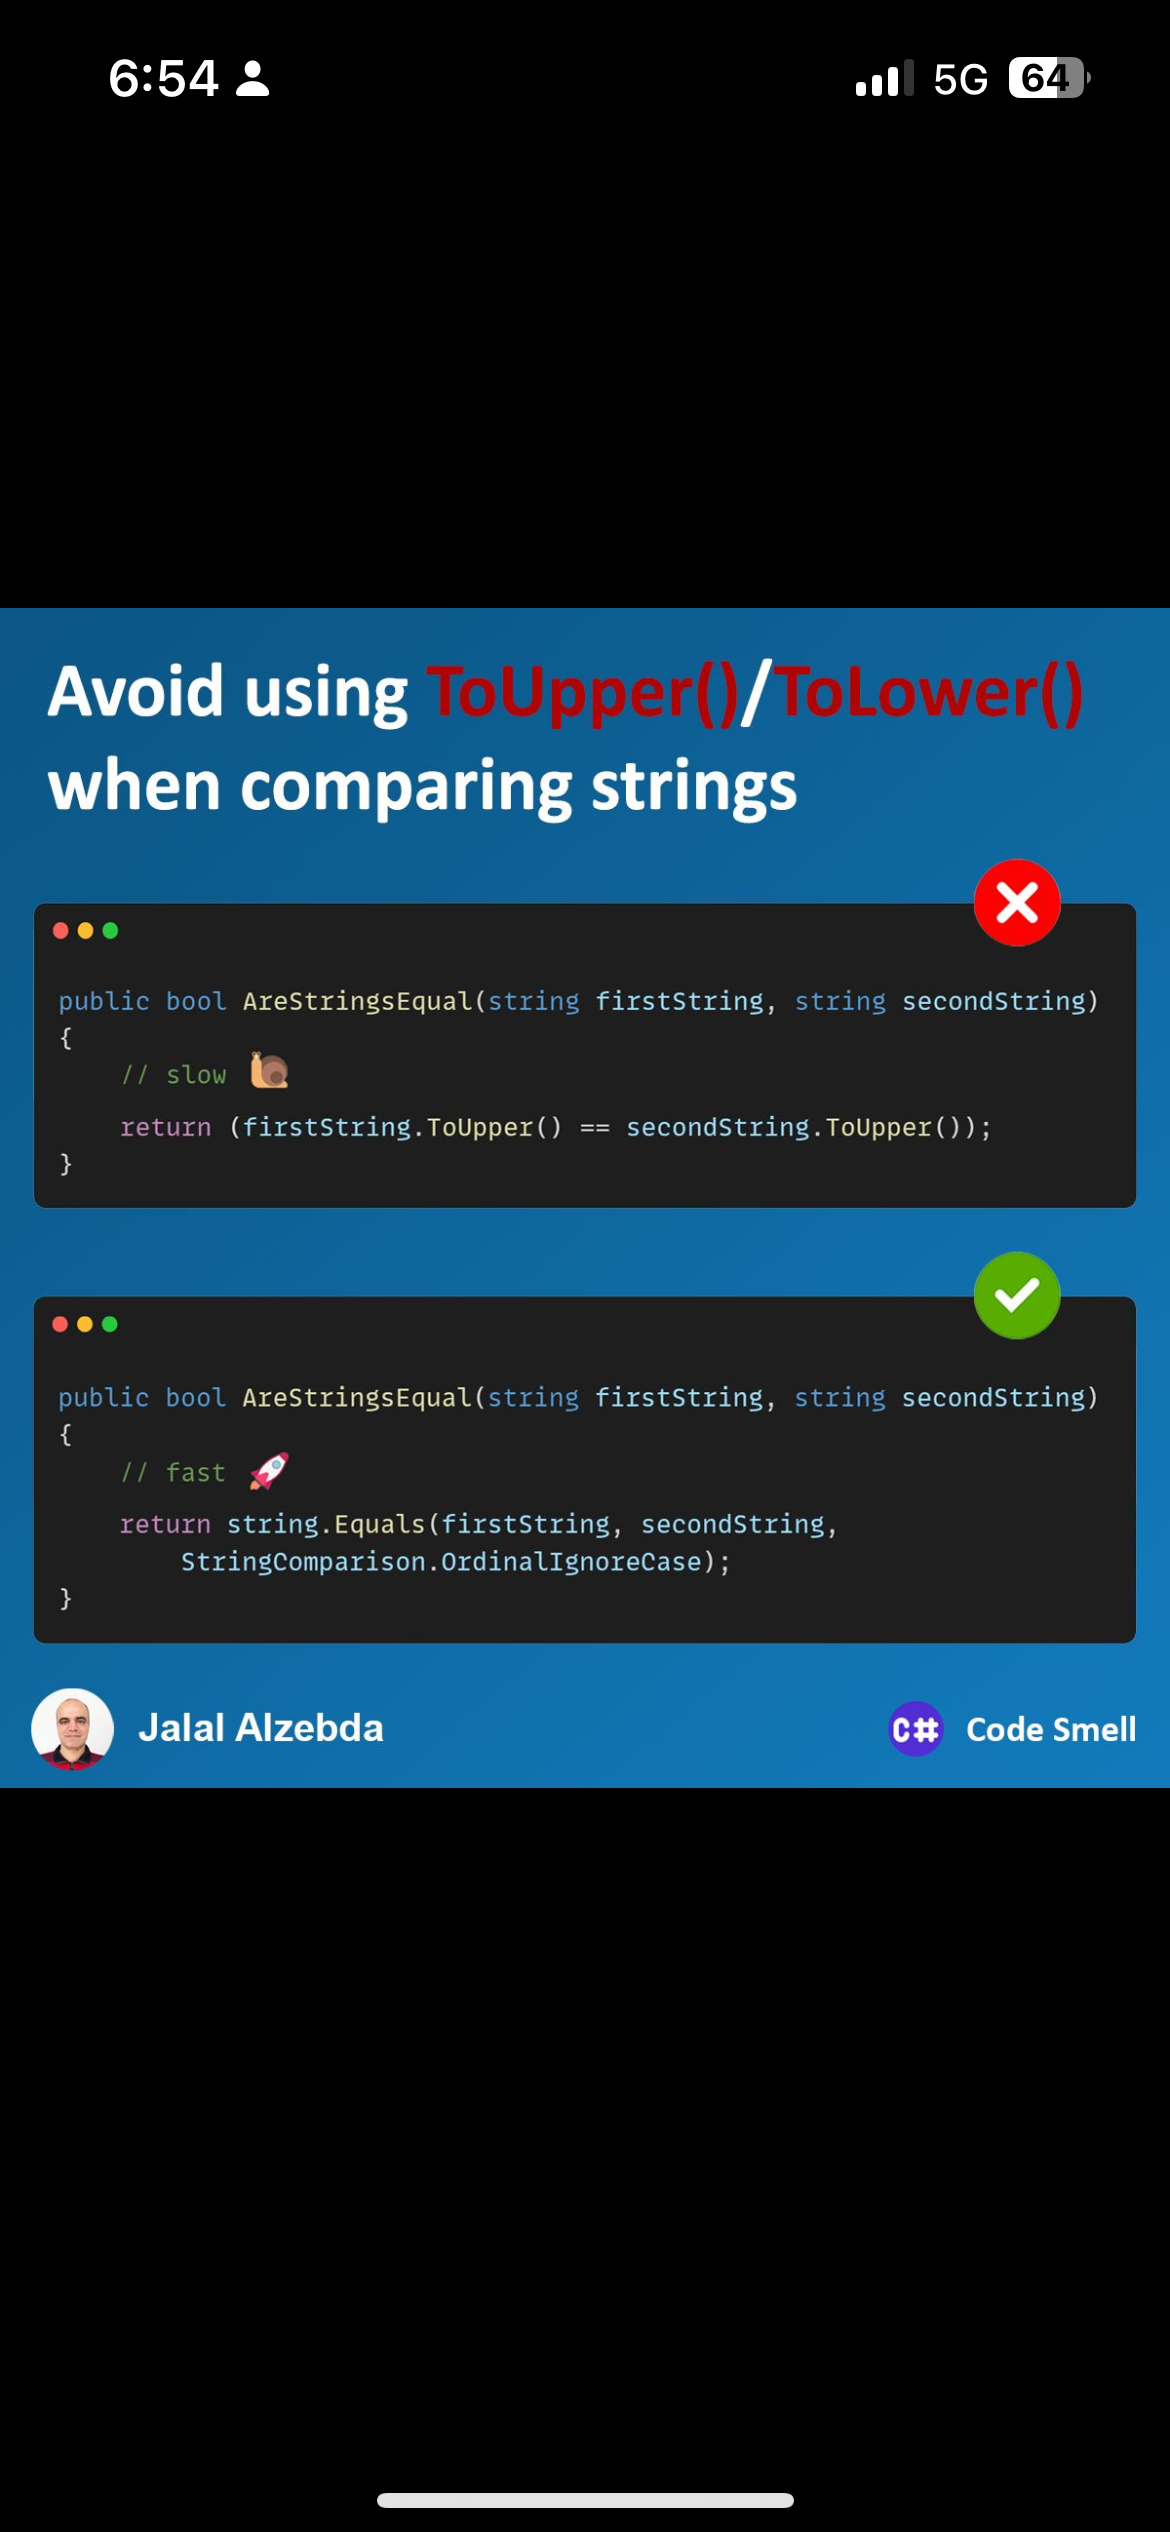 6:54 5G 64
Avoid using ToUpper()/ToLower()
when comparing strings
public bool AreStringsEqual(string firstString, string secondString)
{
// slow
return (firstString.ToUpper() == secondString.ToUpper());
}
public bool AreStringsEqual(string firstString, string secondString)
{
// fast
return string.Equals(firstString, secondString,
StringComparison.OrdinalIgnoreCase);
}
Jalal Alzebda C# Code Smell